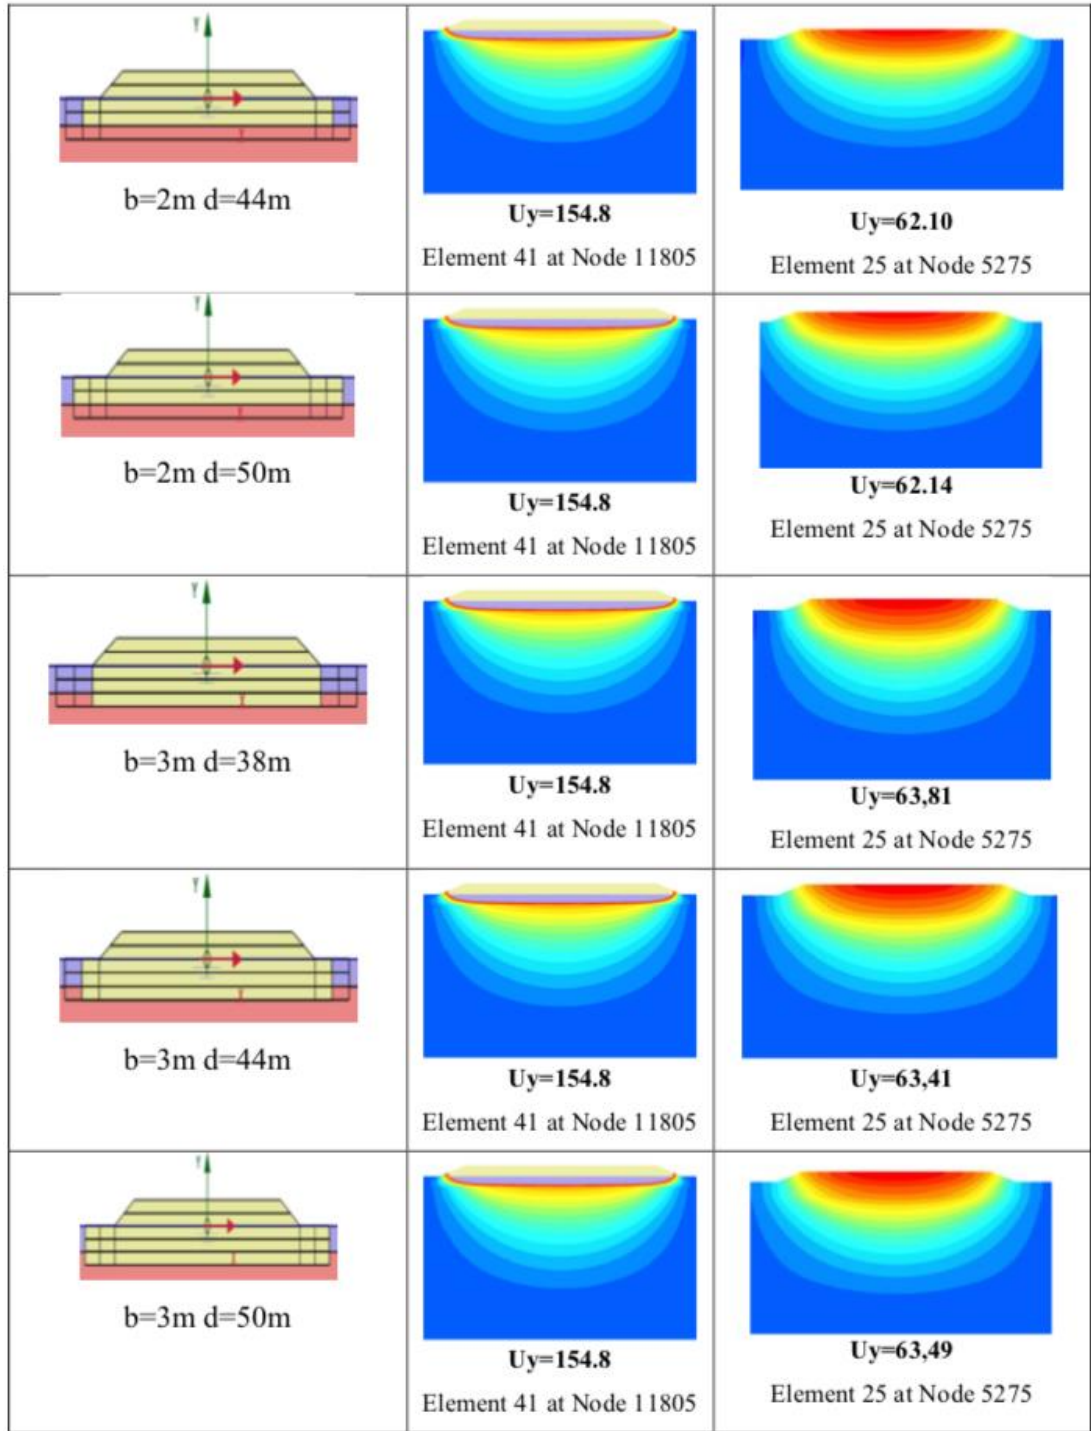 b=2m d=44m
Uy=154.8
Element 41 at Node 11805
Uy=62.10
Element 25 at Node 5275
b=2m d=50m
Uy=154.8
Element 41 at Node 11805
Uy=62.14
Element 25 at Node 5275
b=3m d=38m
Uy=154.8
Element 41 at Node 11805
Uy=63,81
Element 25 at Node 5275
b=3m d=44m
Uy=154.8
Element 41 at Node 11805
Uy=63,41
Element 25 at Node 5275
b=3m d=50m
Uy=154.8
Element 41 at Node 11805
Uy=63,49
Element 25 at Node 5275